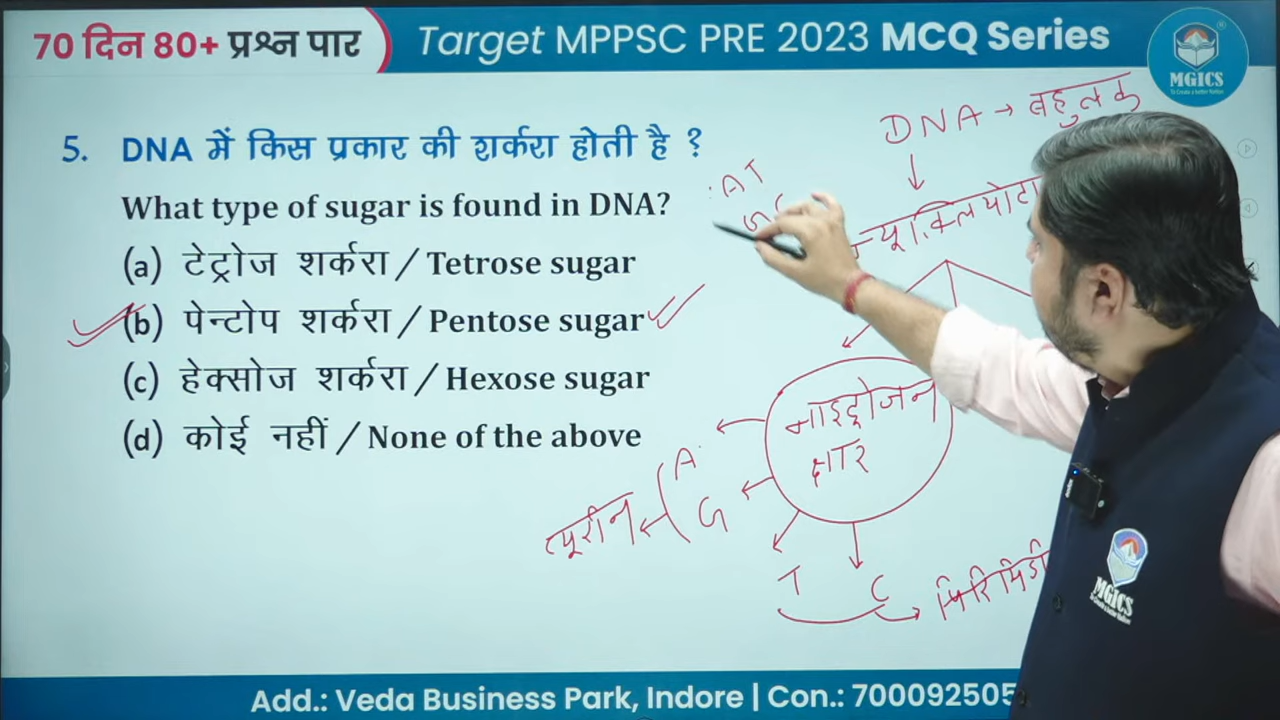 70 दिन 80+ प्रश्न पार
Target MPPSC PRE 2023 MCQ Series
MGICS
5. DNA में किस प्रकार की शर्करा होती है ?
What type of sugar is found in DNA?
(a) टेट्रोज शर्करा / Tetrose sugar
(b) पेन्टोप शर्करा / Pentose sugar
(c) हेक्सोज शर्करा / Hexose sugar
(d) कोई नहीं / None of the above
DNA → बहुलक
AT
न्यूक्लियोटा
नाइट्रोजन
क्षार
A
G
प्यूरीन
T C
पिरिमिडी
MGICS
Add.: Veda Business Park, Indore | Con.: 700092505